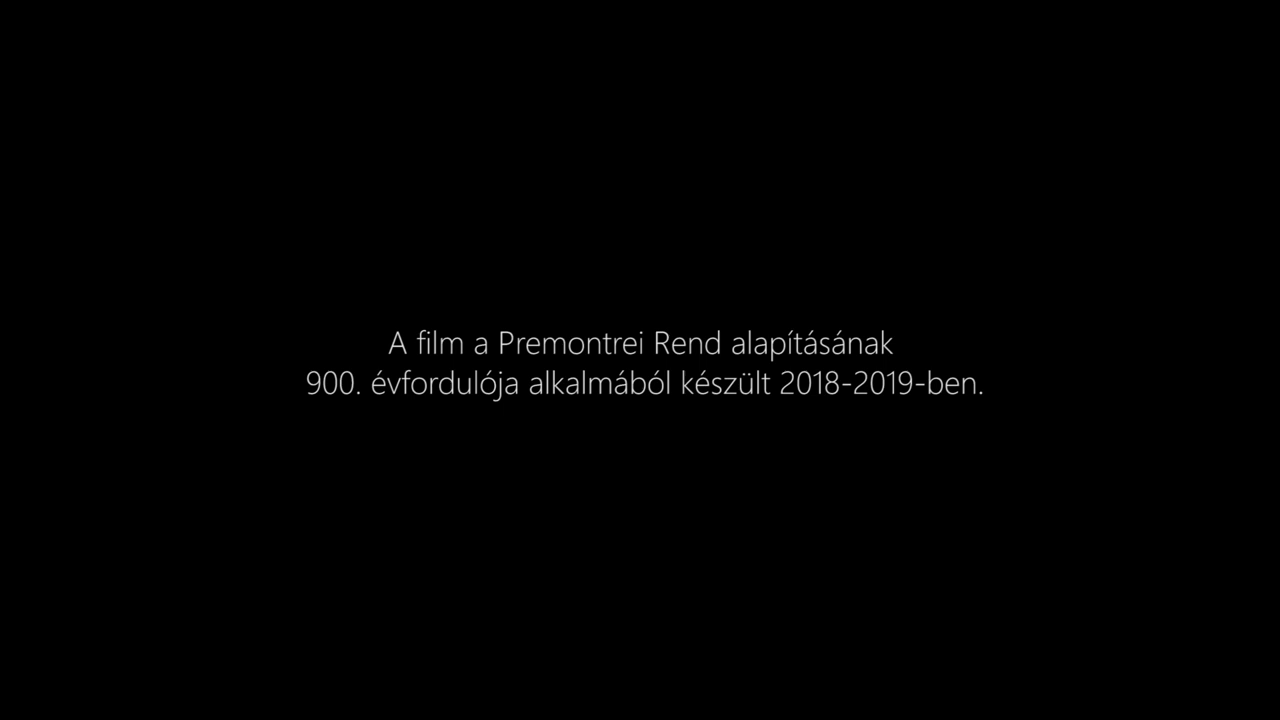 A film a Premontrei Rend alapításának
900. évfordulója alkalmából készült 2018-2019-ben.